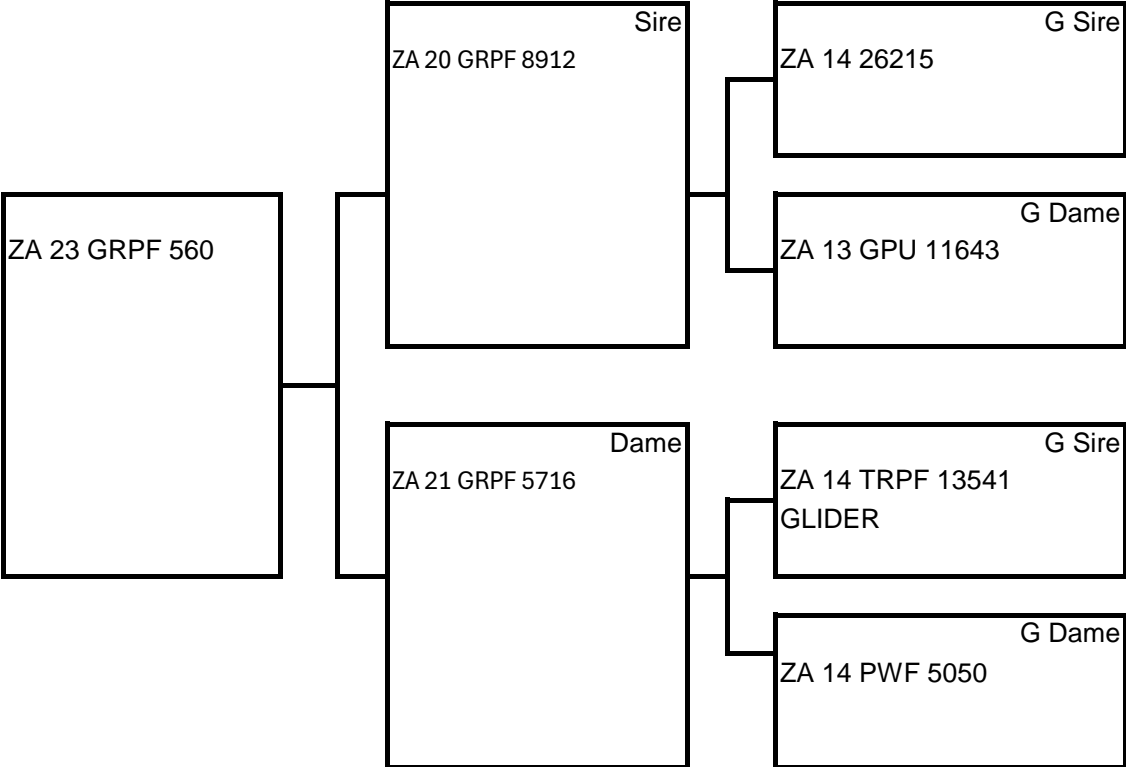 ZA 23 GRPF 560
Sire
ZA 20 GRPF 8912
Dame
ZA 21 GRPF 5716
G Sire
ZA 14 26215
G Dame
ZA 13 GPU 11643
G Sire
ZA 14 TRPF 13541
GLIDER
G Dame
ZA 14 PWF 5050